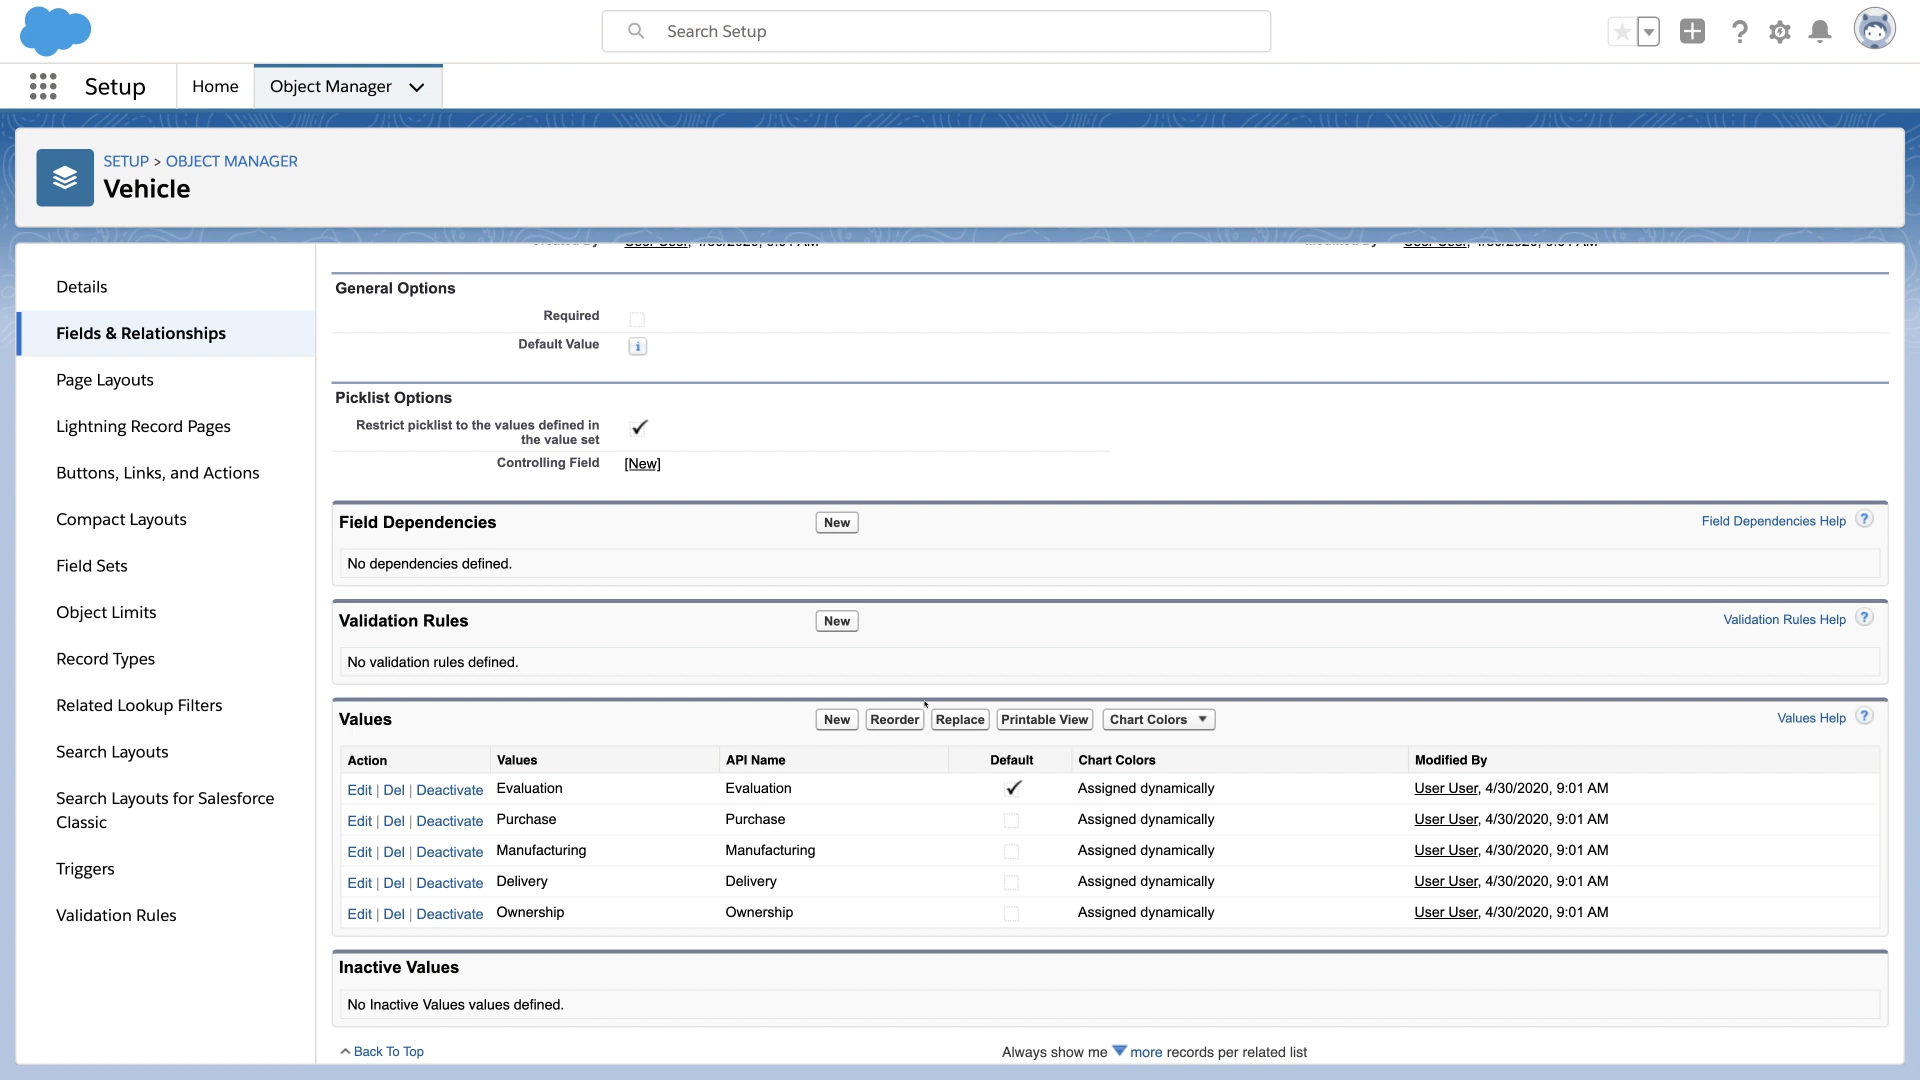 Search Setup
Setup
Home
Object Manager
SETUP > OBJECT MANAGER
Vehicle
Details
Fields & Relationships
Page Layouts
Lightning Record Pages
Buttons, Links, and Actions
Compact Layouts
Field Sets
Object Limits
Record Types
Related Lookup Filters
Search Layouts
Search Layouts for Salesforce
Classic
Triggers
Validation Rules
General Options
Required
Default Value
Picklist Options
Restrict picklist to the values defined in
the value set
Controlling Field [New]
Field Dependencies New Field Dependencies Help ?
No dependencies defined.
Validation Rules New Validation Rules Help ?
No validation rules defined.
Values New Reorder Replace Printable View Chart Colors Values Help ?
Action Values API Name Default Chart Colors Modified By
Edit | Del | Deactivate Evaluation Evaluation Assigned dynamically User User, 4/30/2020, 9:01 AM
Edit | Del | Deactivate Purchase Purchase Assigned dynamically User User, 4/30/2020, 9:01 AM
Edit | Del | Deactivate Manufacturing Manufacturing Assigned dynamically User User, 4/30/2020, 9:01 AM
Edit | Del | Deactivate Delivery Delivery Assigned dynamically User User, 4/30/2020, 9:01 AM
Edit | Del | Deactivate Ownership Ownership Assigned dynamically User User, 4/30/2020, 9:01 AM
Inactive Values
No Inactive Values values defined.
Back To Top
Always show me more records per related list